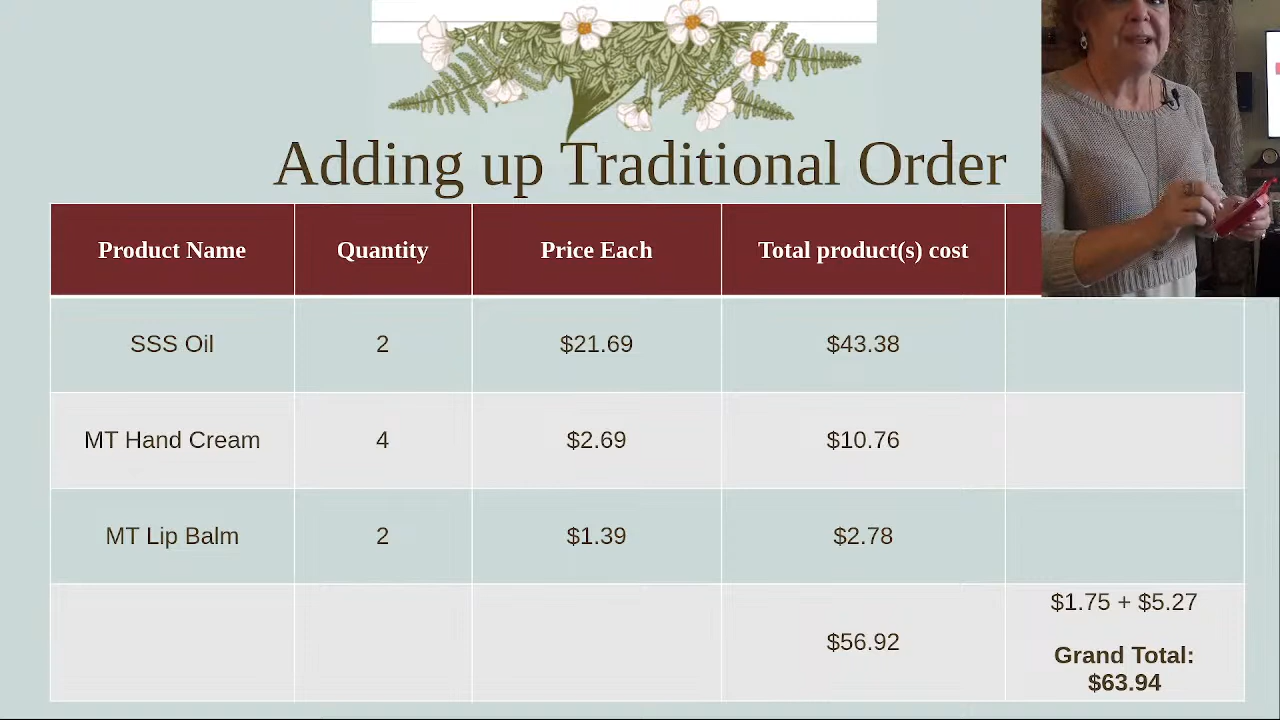 Adding up Traditional Order
Product Name Quantity Price Each Total product(s) cost
SSS Oil 2 $21.69 $43.38
MT Hand Cream 4 $2.69 $10.76
MT Lip Balm 2 $1.39 $2.78
$56.92
$1.75 + $5.27
Grand Total:
$63.94